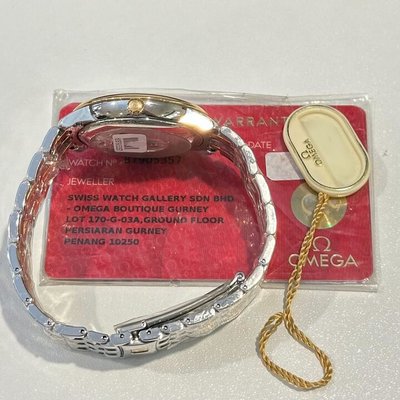 WARRANT
DATE
WATCH N°
JEWELLER
SWISS WATCH GALLERY SDN BHD
- OMEGA BOUTIQUE GURNEY
LOT 170-G-03A,GROUND FLOOR
PERSIARAN GURNEY
PENANG 10250
Ω
OMEGA
Ω
OMEGA